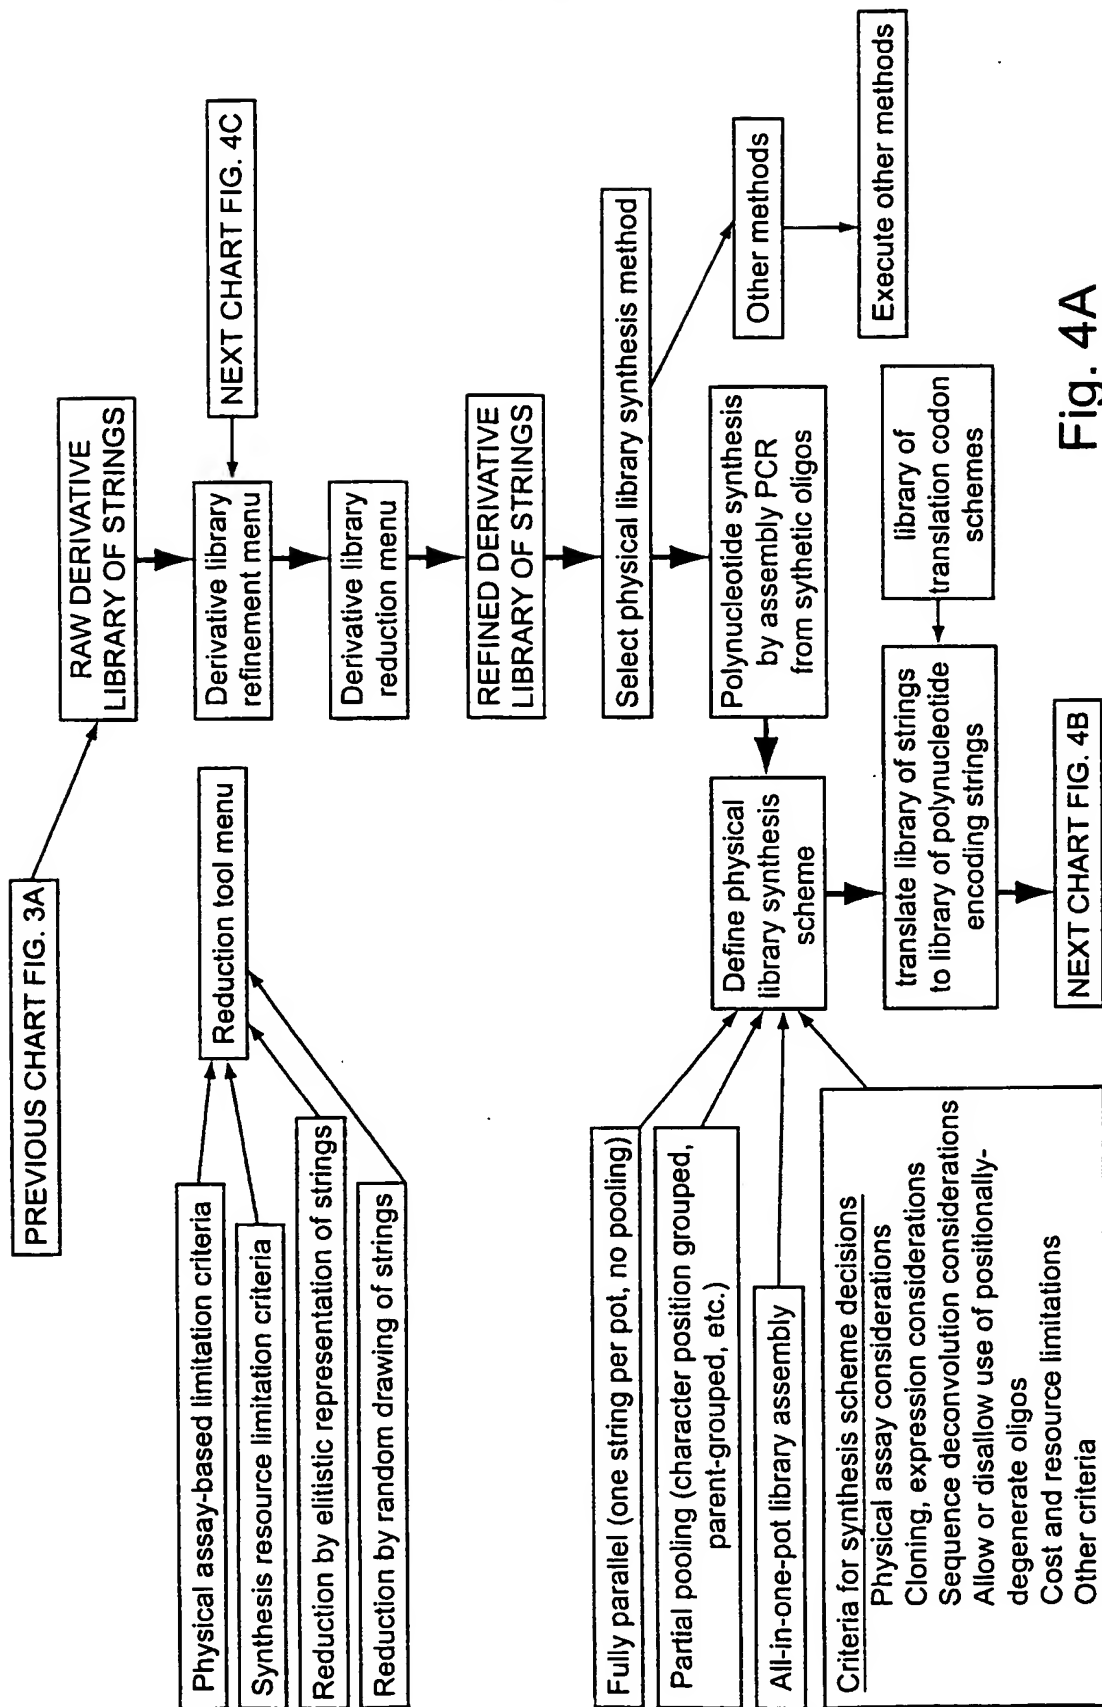 PREVIOUS CHART FIG. 3A
RAW DERIVATIVE
LIBRARY OF STRINGS
NEXT CHART FIG. 4C
Derivative library
refinement menu
Derivative library
reduction menu
Reduction tool menu
Physical assay-based limitation criteria
Synthesis resource limitation criteria
Reduction by elitistic representation of strings
Reduction by random drawing of strings
REFINED DERIVATIVE
LIBRARY OF STRINGS
Select physical library synthesis method
Other methods
Execute other methods
Polynucleotide synthesis
by assembly PCR
from sythetic oligos
Define physical
library synthesis
scheme
Fully parallel (one string per pot, no pooling)
Partial pooling (character position grouped,
parent-grouped, etc.)
All-in-one-pot library assembly
Criteria for synthesis scheme decisions
Physical assay considerations
Cloning, expression considerations
Sequence deconvolution considerations
Allow or disallow use of positionally-
degenerate oligos
Cost and resource limitations
Other criteria
library of
translation codon
schemes
translate library of strings
to library of polynucleotide
encoding strings
NEXT CHART FIG. 4B
Fig. 4A